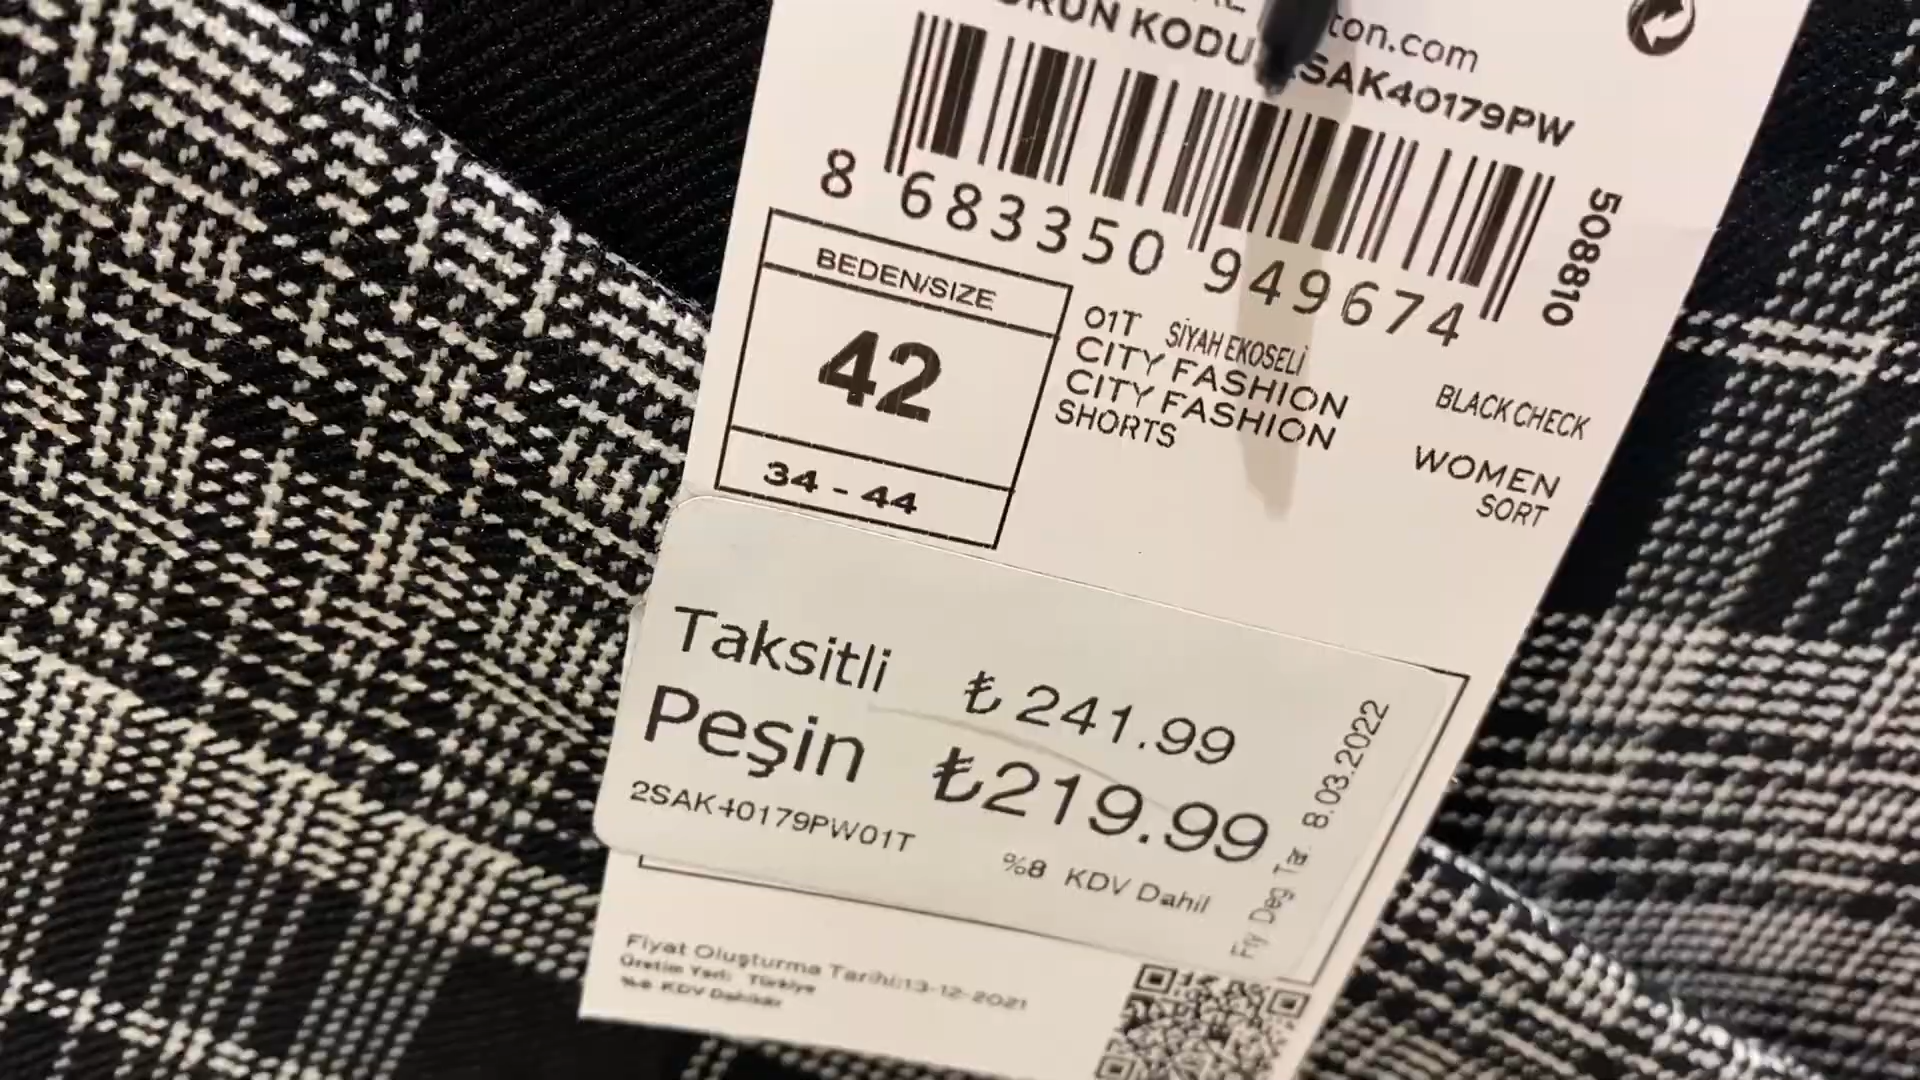 ton.com
ÜRÜN KODU 2SAK40179PW
8 683350 949674
508810
BEDEN/SIZE
42
34 - 44
01T SİYAH EKOSELİ
BLACK CHECK
CITY FASHION
CITY FASHION
WOMEN
SHORTS
SORT
Taksitli ₺ 241.99
Peşin ₺219.99
2SAK40179PW01T
%8 KDV Dahil
Fiy Deg Tar. 8.03.2022
Fiyat Oluşturma Tarihi:13-12-2021
Üretim Yeri: Türkiye
%8 KDV Dahildir